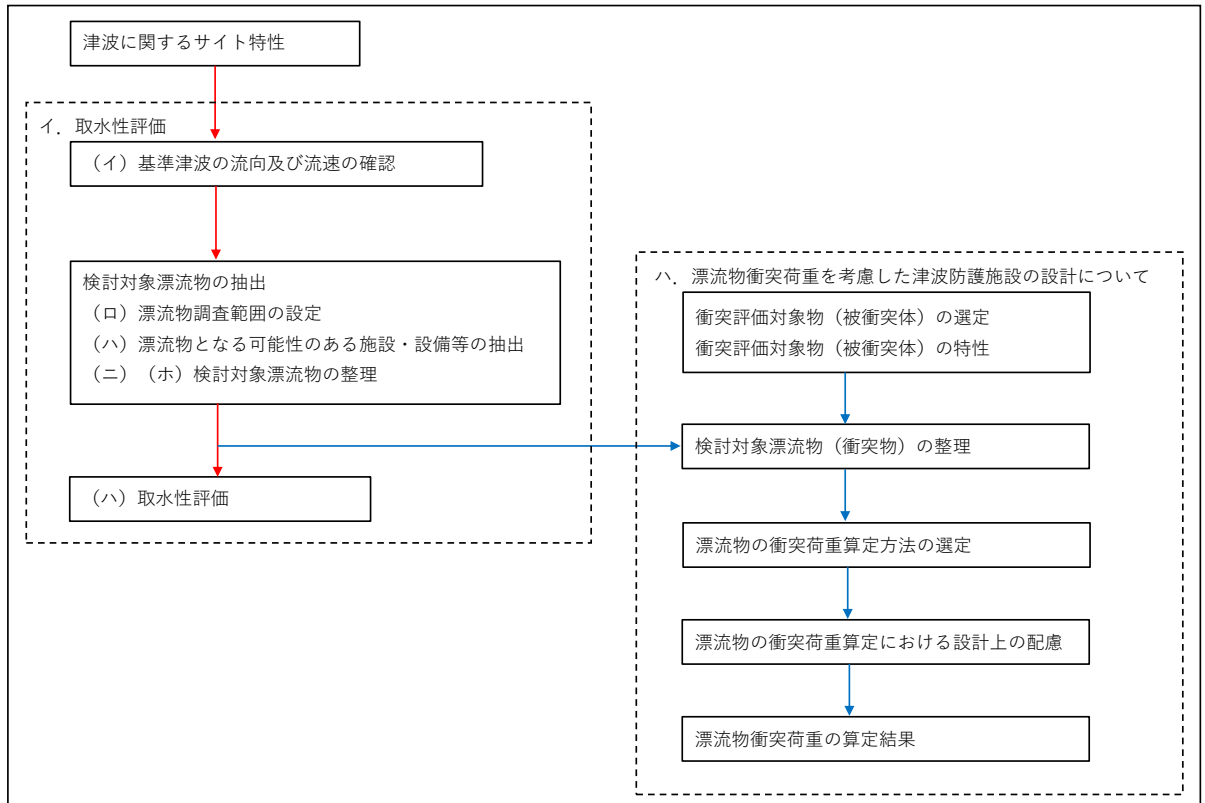 津波に関するサイト特性
イ．取水性評価
（イ）基準津波の流向及び流速の確認
検討対象漂流物の抽出
（ロ）漂流物調査範囲の設定
（ハ）漂流物となる可能性のある施設・設備等の抽出
（ニ）（ホ）検討対象漂流物の整理
（ハ）取水性評価
ハ．漂流物衝突荷重を考慮した津波防護施設の設計について
衝突評価対象物（被衝突体）の選定
衝突評価対象物（被衝突体）の特性
検討対象漂流物（衝突物）の整理
漂流物の衝突荷重算定方法の選定
漂流物の衝突荷重算定における設計上の配慮
漂流物衝突荷重の算定結果